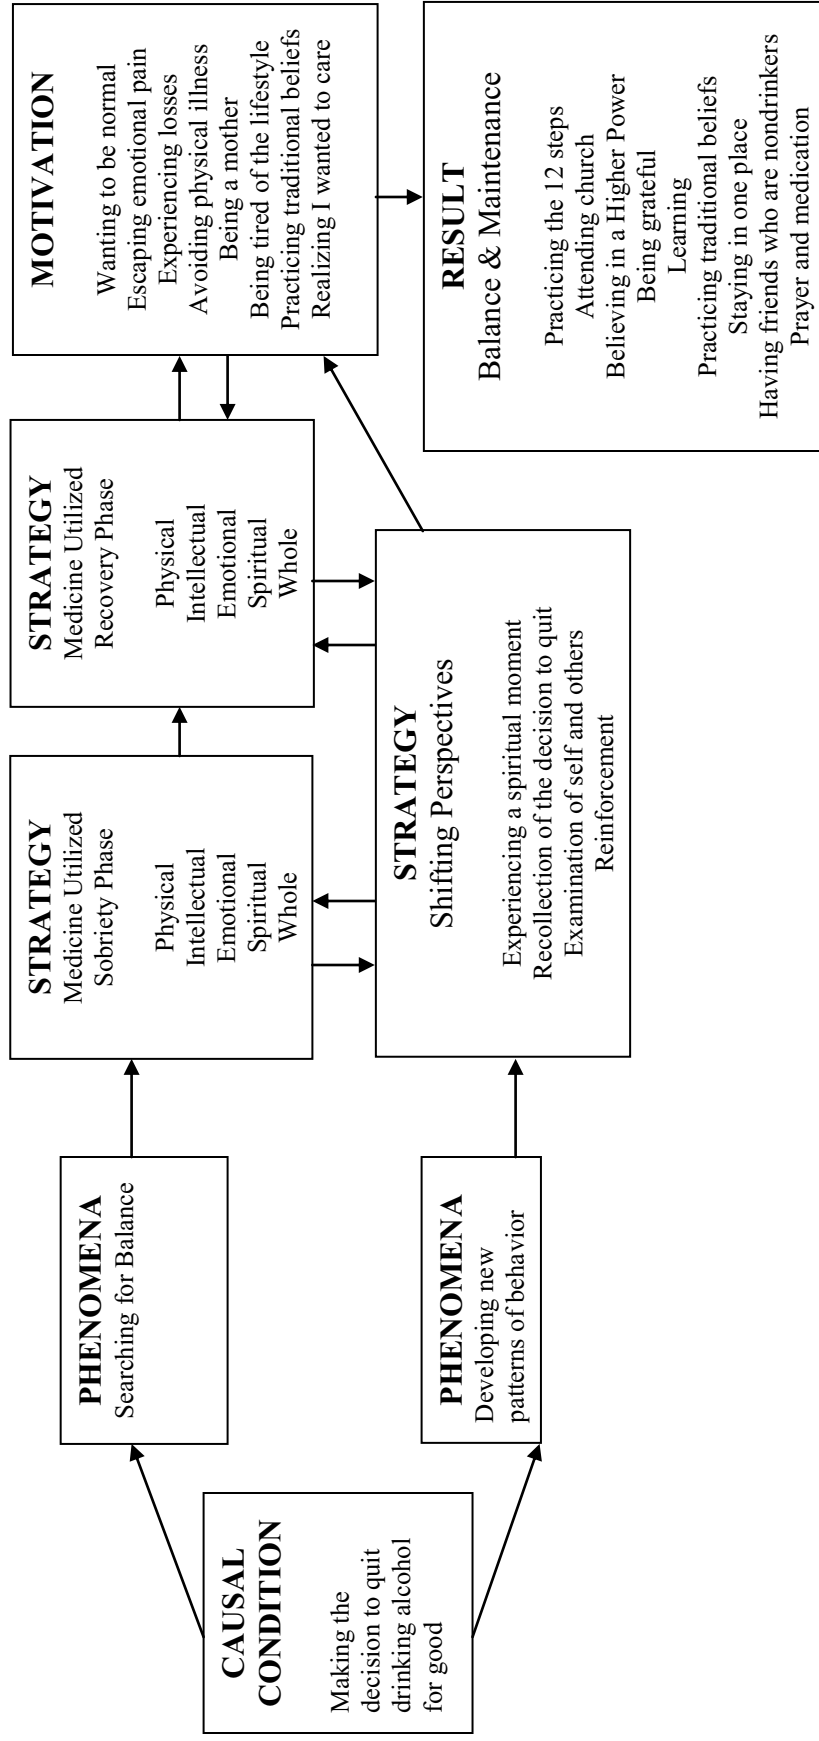 CAUSAL
CONDITION
Making the
decision to quit
drinking alcohol
for good
PHENOMENA
Searching for Balance
PHENOMENA
Developing new
patterns of behavior
STRATEGY
Medicine Utilized
Sobriety Phase
Physical
Intellectual
Emotional
Spiritual
Whole
STRATEGY
Medicine Utilized
Recovery Phase
Physical
Intellectual
Emotional
Spiritual
Whole
STRATEGY
Shifting Perspectives
Experiencing a spiritual moment
Recollection of the decision to quit
Examination of self and others
Reinforcement
MOTIVATION
Wanting to be normal
Escaping emotional pain
Experiencing losses
Avoiding physical illness
Being a mother
Being tired of the lifestyle
Practicing traditional beliefs
Realizing I wanted to care
RESULT
Balance & Maintenance
Practicing the 12 steps
Attending church
Believing in a Higher Power
Being grateful
Learning
Practicing traditional beliefs
Staying in one place
Having friends who are nondrinkers
Prayer and medication